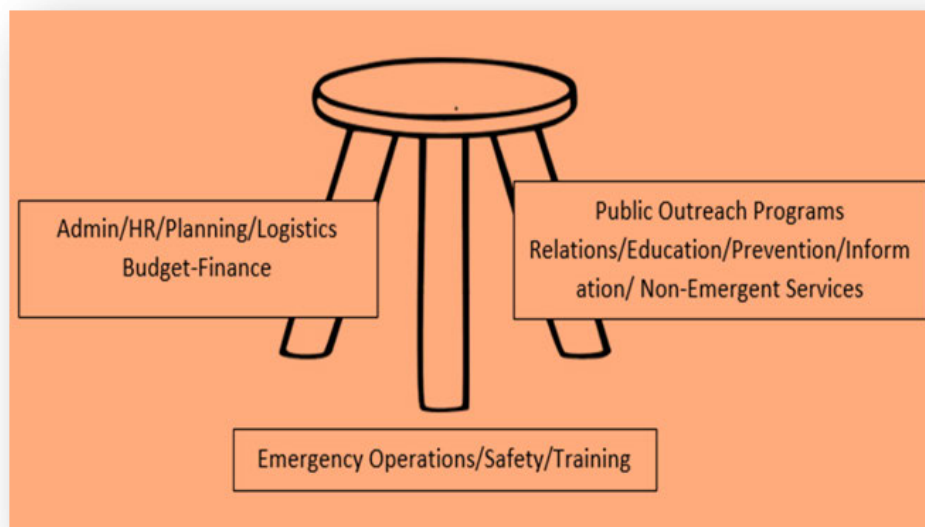 Admin/HR/Planning/Logistics
Budget-Finance
Public Outreach Programs
Relations/Education/Prevention/Inform
ation/ Non-Emergent Services
Emergency Operations/Safety/Training